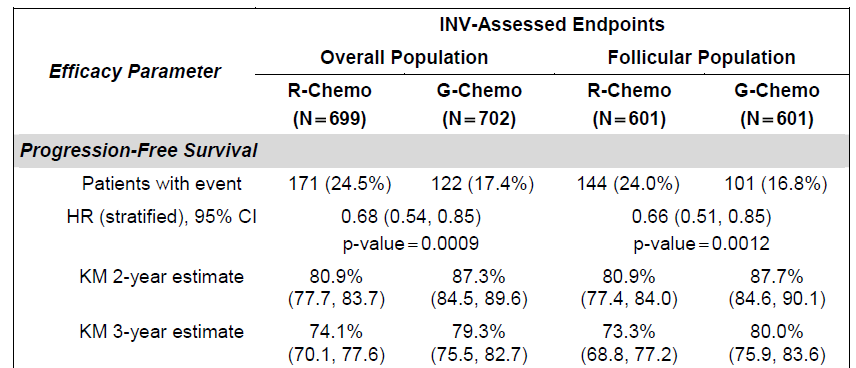 INV-Assessed Endpoints
Overall Population Follicular Population
Efficacy Parameter
R-Chemo G-Chemo R-Chemo G-Chemo
(N=699) (N=702) (N=601) (N=601)
Progression-Free Survival
Patients with event 171 (24.5%) 122 (17.4%) 144 (24.0%) 101 (16.8%)
HR (stratified), 95% CI 0.68 (0.54, 0.85) 0.66 (0.51, 0.85)
p-value=0.0009 p-value=0.0012
KM 2-year estimate 80.9% 87.3% 80.9% 87.7%
(77.7, 83.7) (84.5, 89.6) (77.4, 84.0) (84.6, 90.1)
KM 3-year estimate 74.1% 79.3% 73.3% 80.0%
(70.1, 77.6) (75.5, 82.7) (68.8, 77.2) (75.9, 83.6)